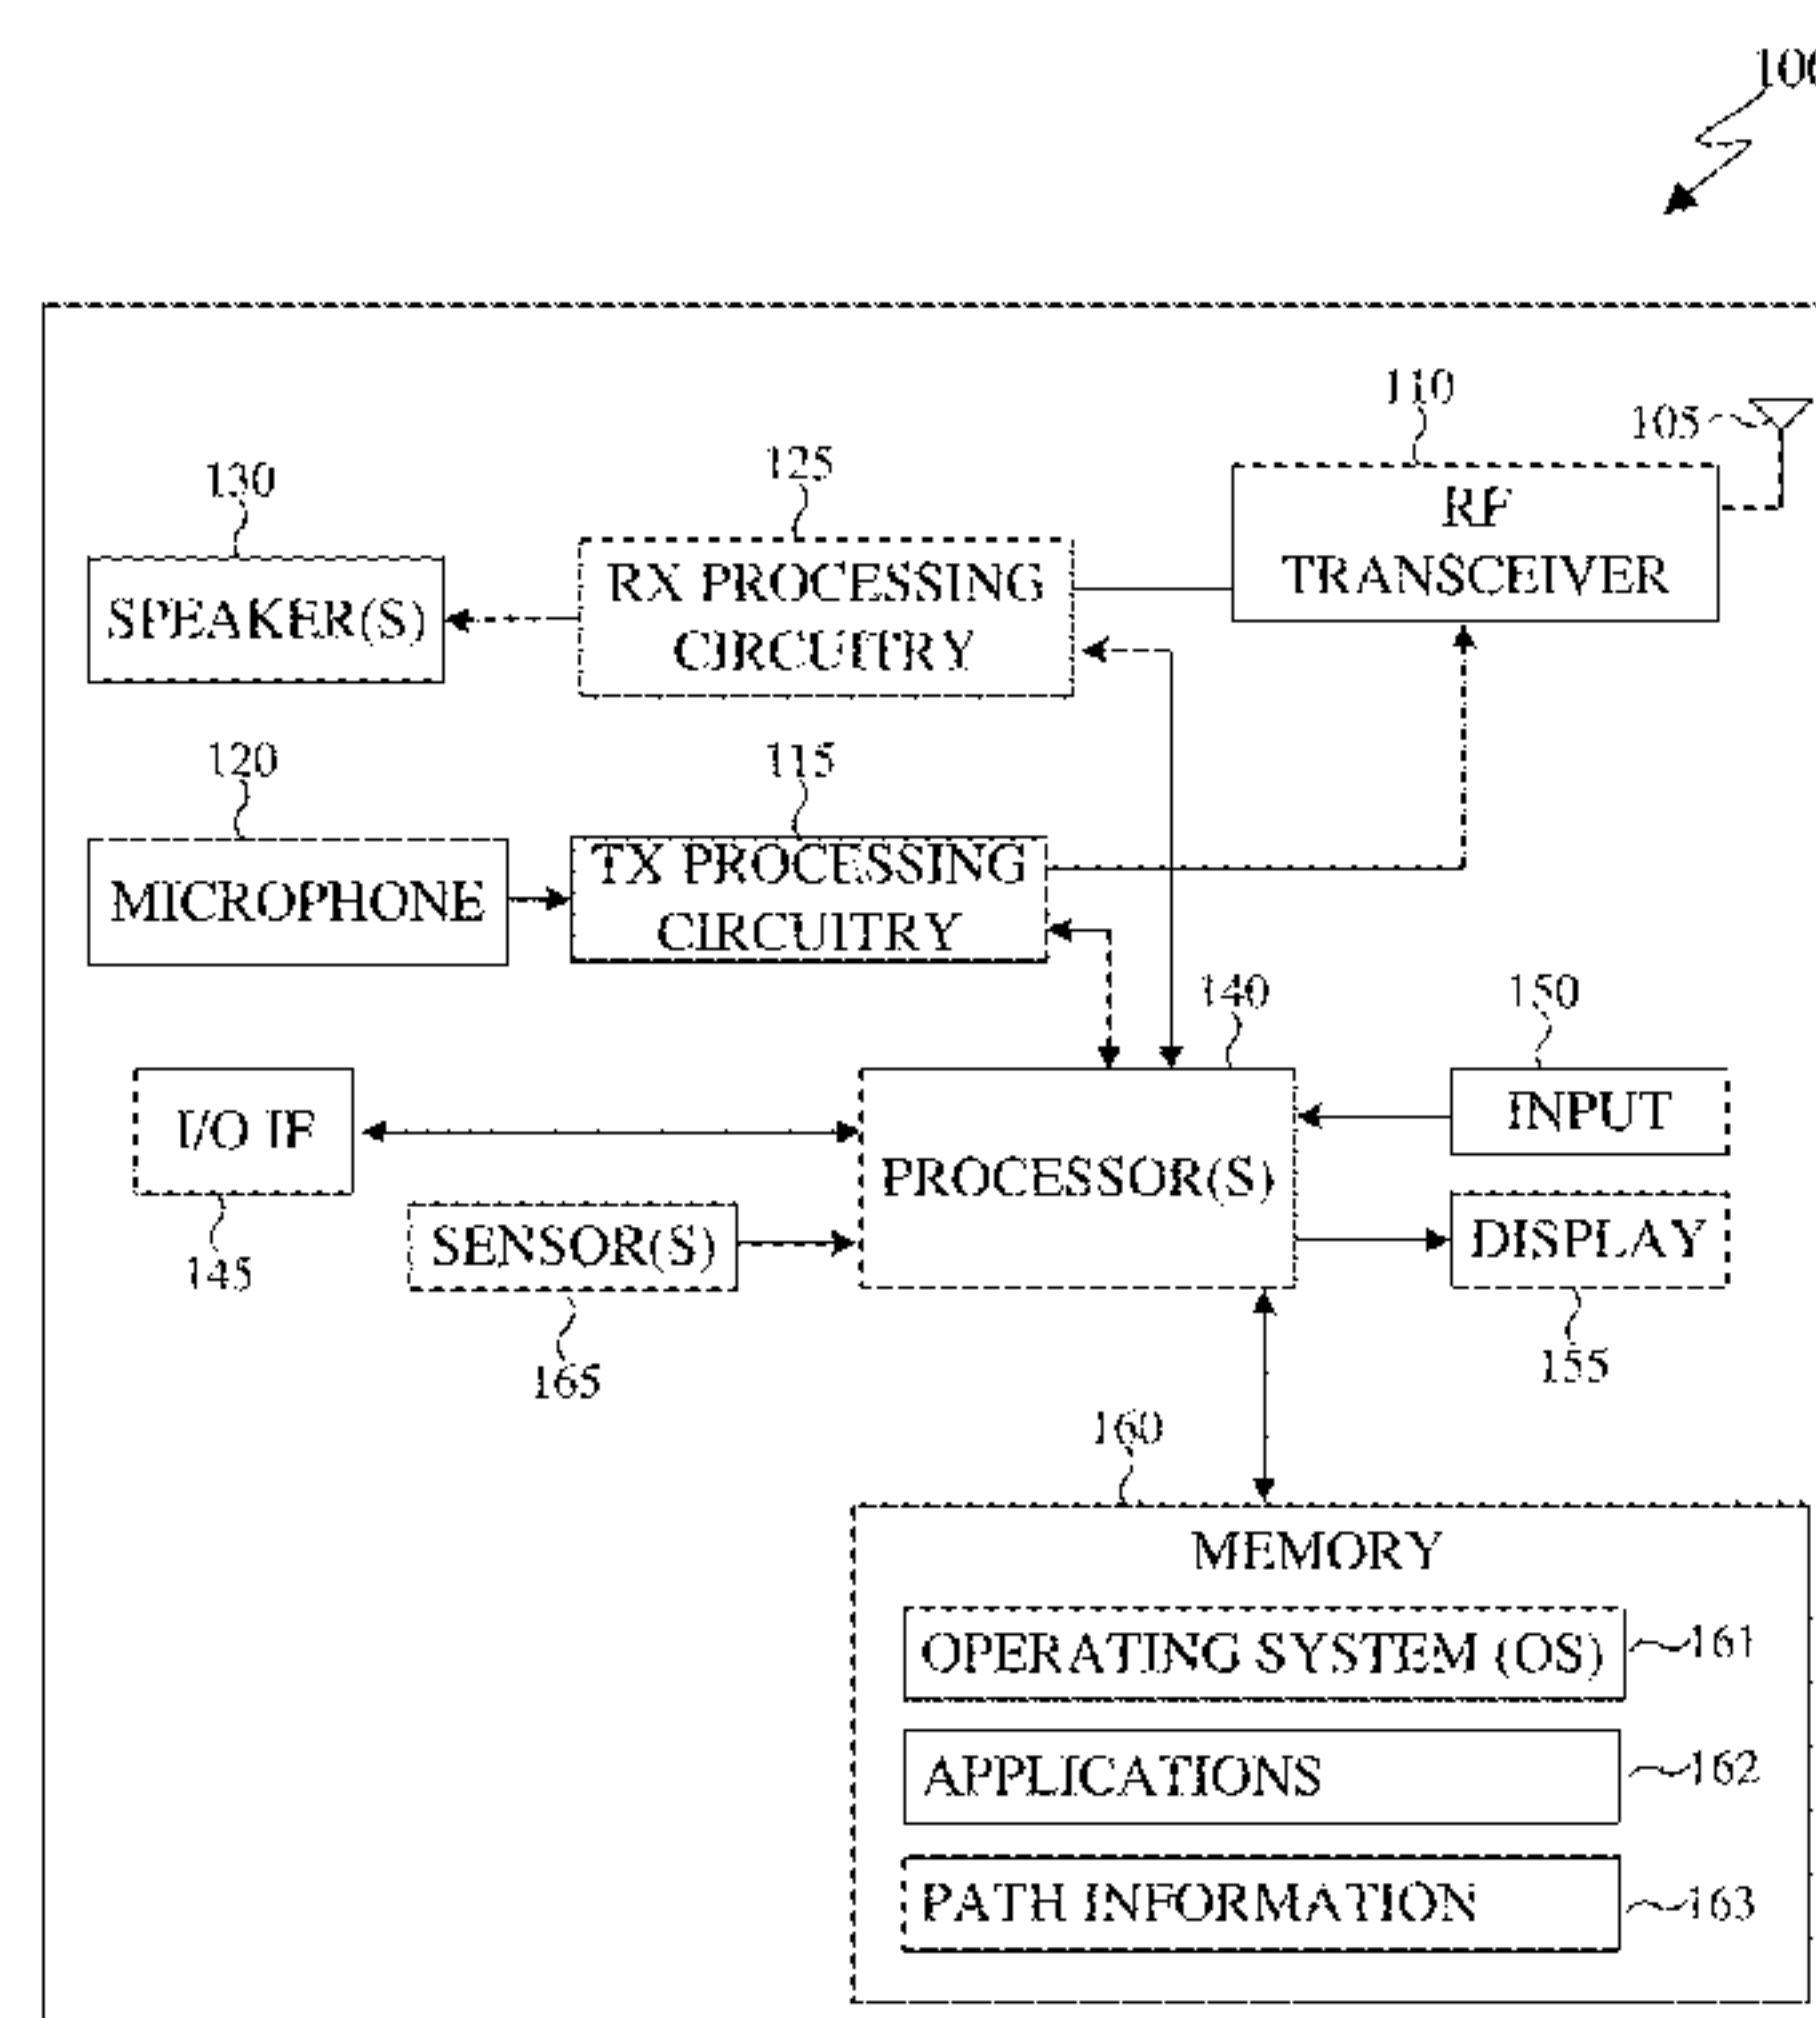 100
110
105
125
130
RF
TRANSCEIVER
RX PROCESSING
CIRCUITRY
SPEAKER(S)
120
115
TX PROCESSING
CIRCUITRY
MICROPHONE
140
150
I/O IF
INPUT
PROCESSOR(S)
SENSOR(S)
DISPLAY
145
165
155
160
MEMORY
OPERATING SYSTEM (OS)
161
APPLICATIONS
162
PATH INFORMATION
163